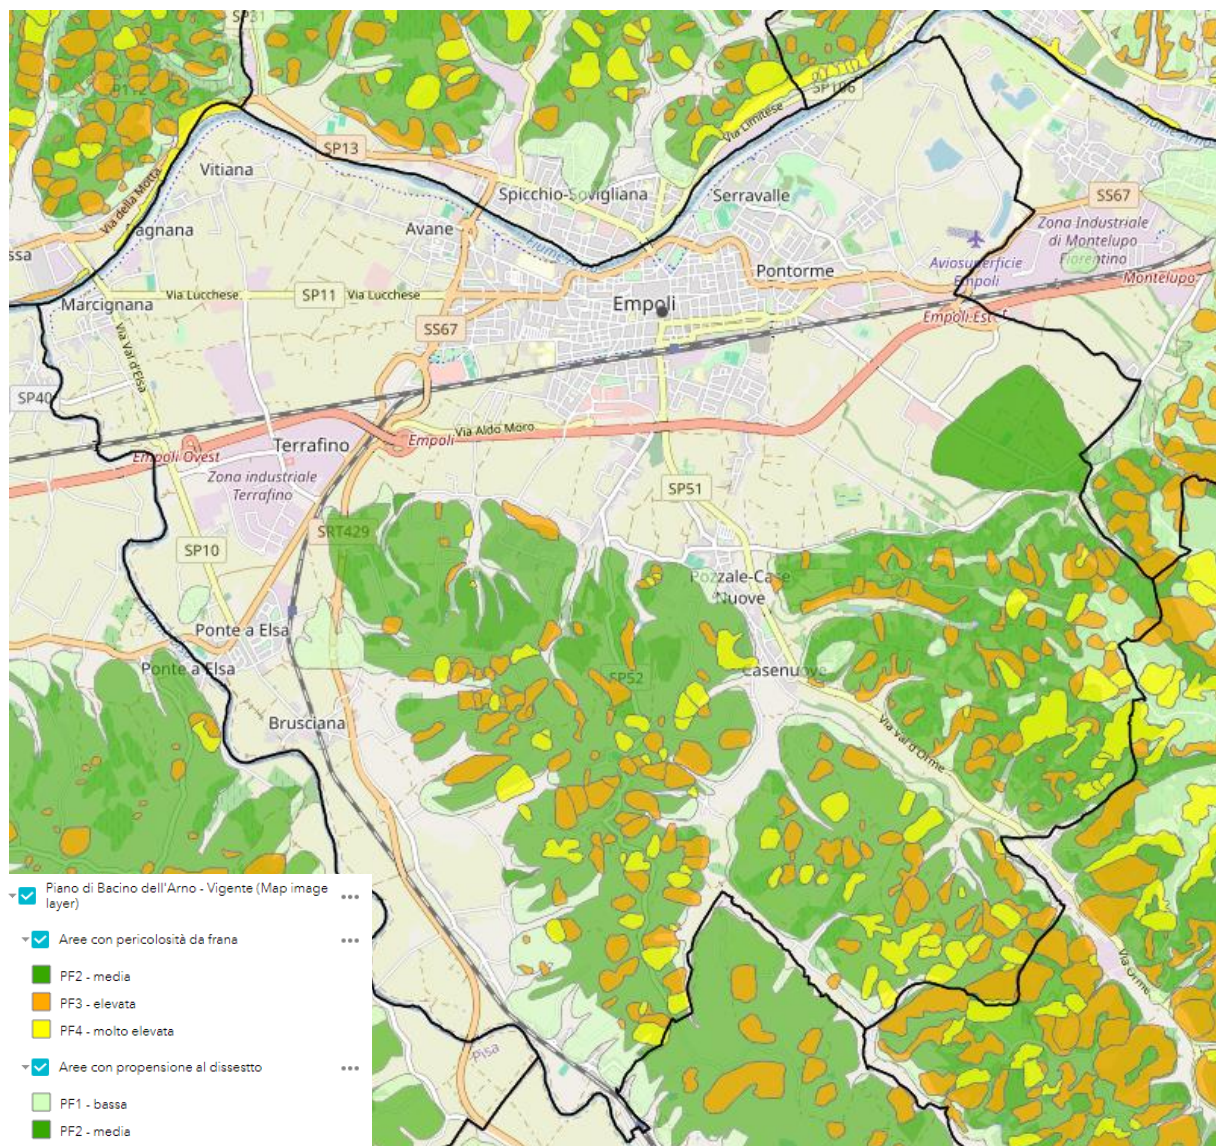 SP31
P112
SP106
Via Limitese
SP13
Vitiana
Spicchio-Sovigliana
Serravalle
SS67
Via della Motta
Avane
Fiume
Zona Industriale
di Montelupo
Fiorentino
Aviosuperficie
Empoli
Pontorme
Montelupo
Marcignana
Via Lucchese
SP11
Via Lucchese
Empoli
SS67
Empoli Est
Via Val d'Elsa
SP40
Via Aldo Moro
Empoli
Terrafino
Empoli Ovest
Zona industriale
Terrafino
SP51
SRT429
SP10
Pozzale-Case
Nuove
Ponte a Elsa
Ponte a Elsa
SP52
Casenuove
Brusciana
Via Val d'Orme
Via Orme
Pisa
Piano di Bacino dell'Arno - Vigente (Map image
layer)
Aree con pericolosità da frana
PF2 - media
PF3 - elevata
PF4 - molto elevata
Aree con propensione al dissestto
PF1 - bassa
PF2 - media